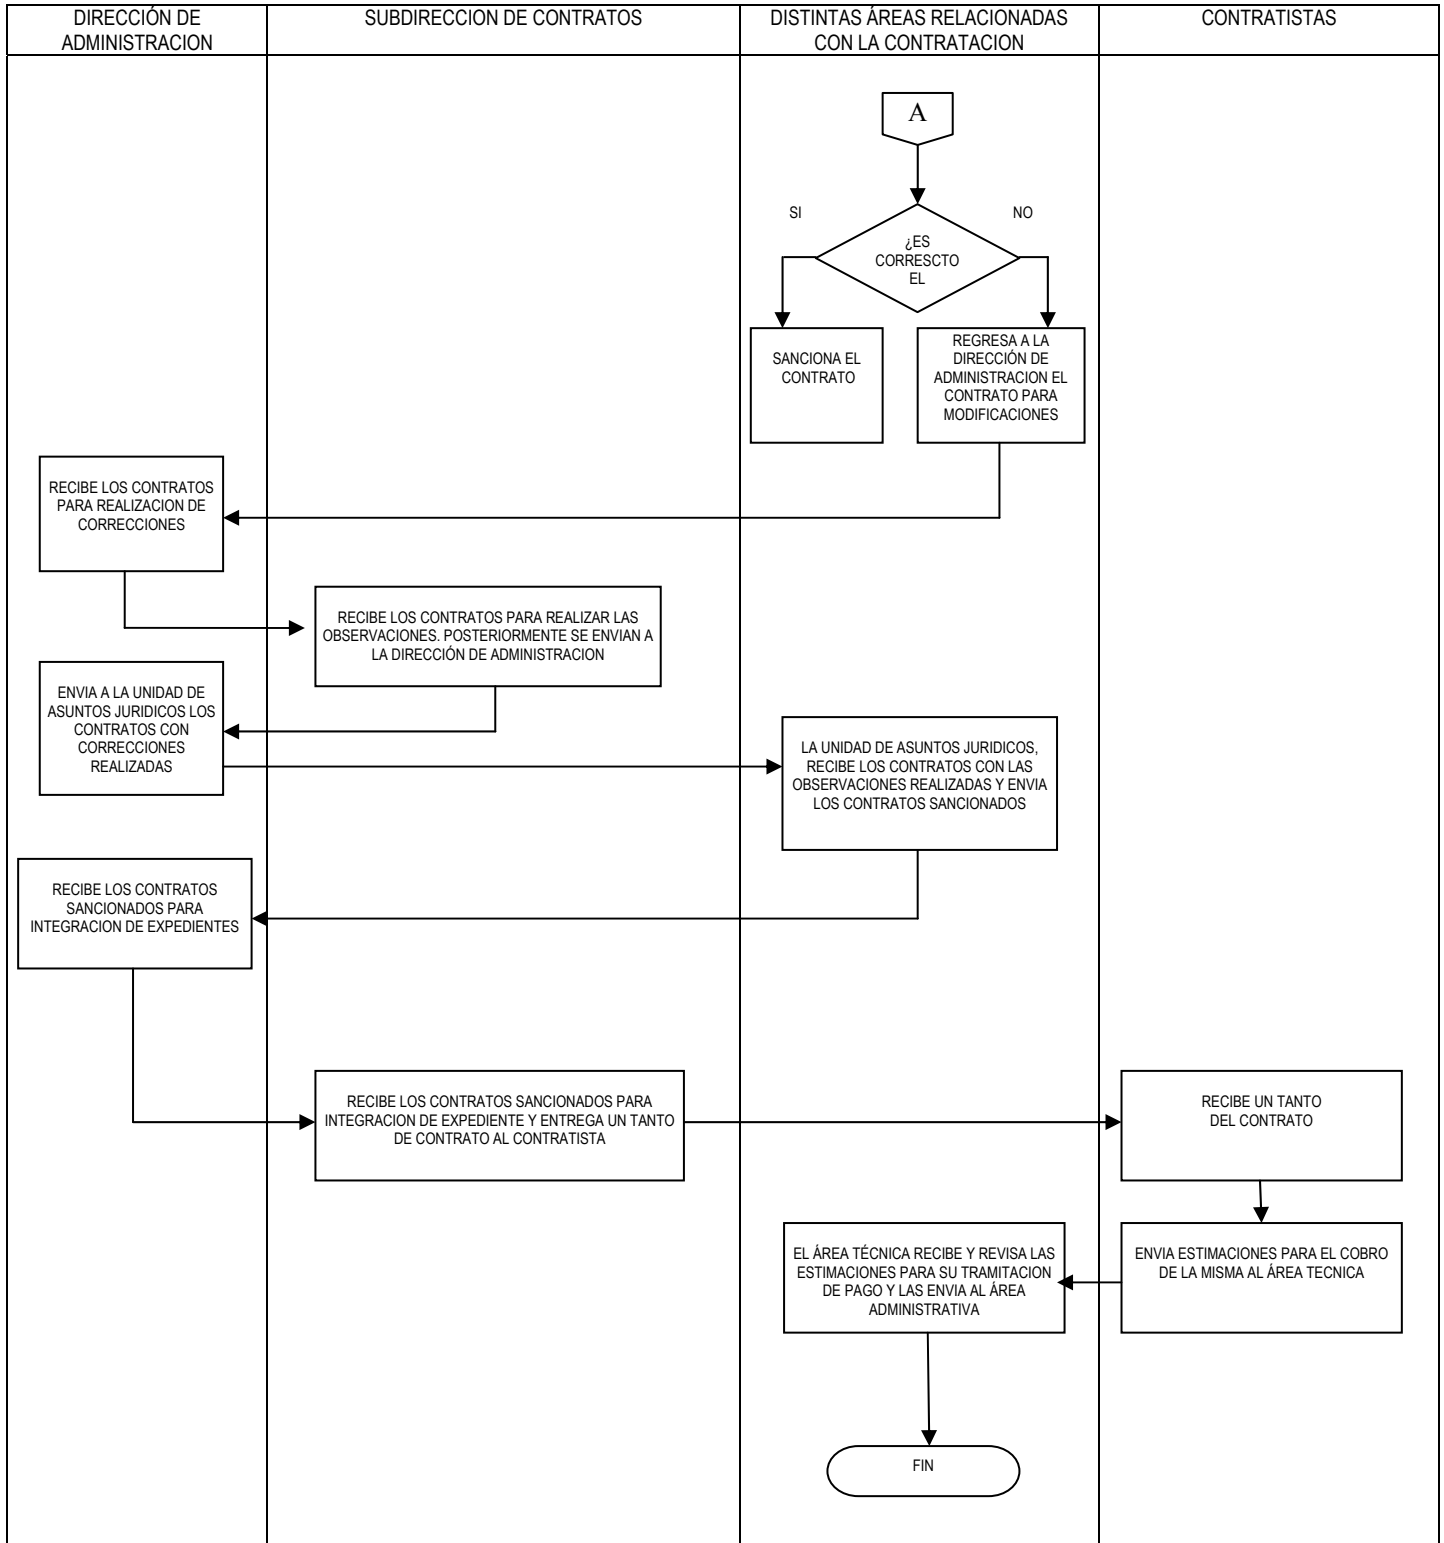 DIRECCIÓN DE
ADMINISTRACION
SUBDIRECCION DE CONTRATOS
DISTINTAS ÁREAS RELACIONADAS
CON LA CONTRATACION
CONTRATISTAS
A
SI
NO
¿ES
CORRESCTO
EL
SANCIONA EL
CONTRATO
REGRESA A LA
DIRECCIÓN DE
ADMINISTRACION EL
CONTRATO PARA
MODIFICACIONES
RECIBE LOS CONTRATOS
PARA REALIZACION DE
CORRECCIONES
RECIBE LOS CONTRATOS PARA REALIZAR LAS
OBSERVACIONES. POSTERIORMENTE SE ENVIAN A
LA DIRECCIÓN DE ADMINISTRACION
ENVIA A LA UNIDAD DE
ASUNTOS JURIDICOS LOS
CONTRATOS CON
CORRECCIONES
REALIZADAS
LA UNIDAD DE ASUNTOS JURIDICOS,
RECIBE LOS CONTRATOS CON LAS
OBSERVACIONES REALIZADAS Y ENVIA
LOS CONTRATOS SANCIONADOS
RECIBE LOS CONTRATOS
SANCIONADOS PARA
INTEGRACION DE EXPEDIENTES
RECIBE LOS CONTRATOS SANCIONADOS PARA
INTEGRACION DE EXPEDIENTE Y ENTREGA UN TANTO
DE CONTRATO AL CONTRATISTA
RECIBE UN TANTO
DEL CONTRATO
ENVIA ESTIMACIONES PARA EL COBRO
DE LA MISMA AL ÁREA TECNICA
EL ÁREA TÉCNICA RECIBE Y REVISA LAS
ESTIMACIONES PARA SU TRAMITACION
DE PAGO Y LAS ENVIA AL ÁREA
ADMINISTRATIVA
FIN